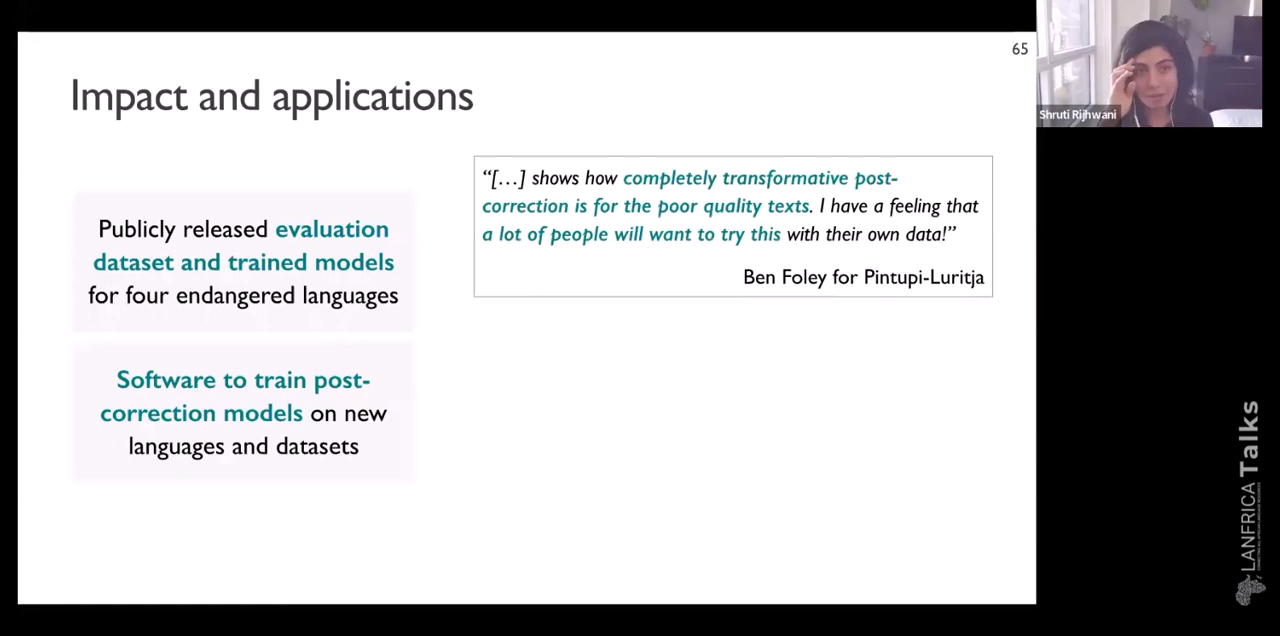 65
Impact and applications
Publicly released evaluation
dataset and trained models
for four endangered languages
Software to train post-
correction models on new
languages and datasets
“[…] shows how completely transformative post-
correction is for the poor quality texts. I have a feeling that
a lot of people will want to try this with their own data!”
Ben Foley for Pintupi-Luritja
Shruti Rijhwani
LANFRICA Talks